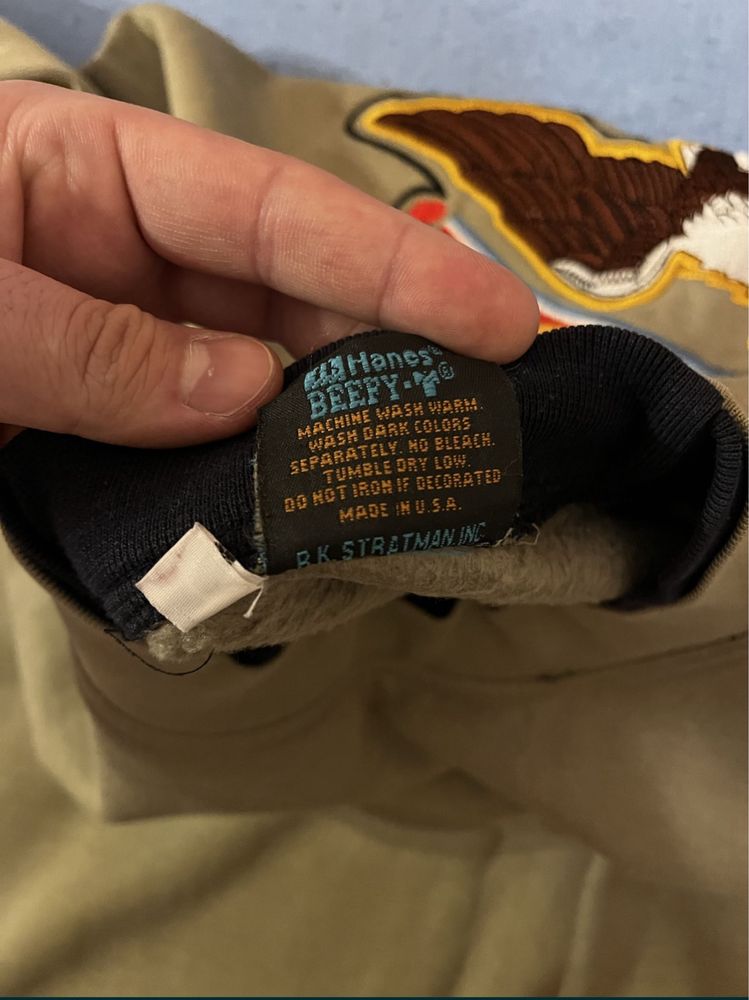 Hanes®
BEEFY-T®
MACHINE WASH WARM.
WASH DARK COLORS
SEPARATELY. NO BLEACH.
TUMBLE DRY LOW.
DO NOT IRON IF DECORATED
MADE IN U.S.A.
R.K. STRATMAN, INC.